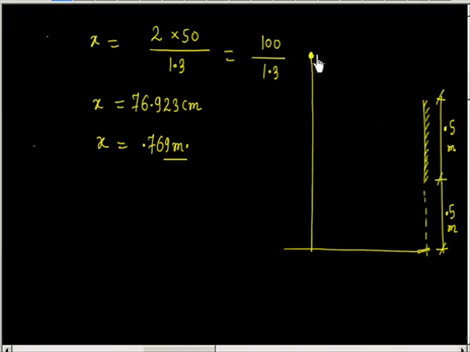 x = 2 × 50 / 1.3 = 100 / 1.3
x = 76.923 cm
x = .769 m.
.5 m
.5 m